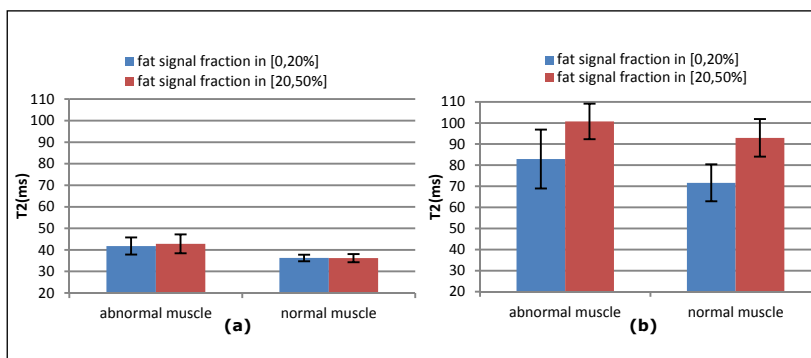 fat signal fraction in [0,20%]
fat signal fraction in [20,50%]
T2(ms)
110
100
90
80
70
60
50
40
30
20
abnormal muscle
normal muscle
(a)
fat signal fraction in [0,20%]
fat signal fraction in [20,50%]
T2(ms)
110
100
90
80
70
60
50
40
30
20
abnormal muscle
normal muscle
(b)